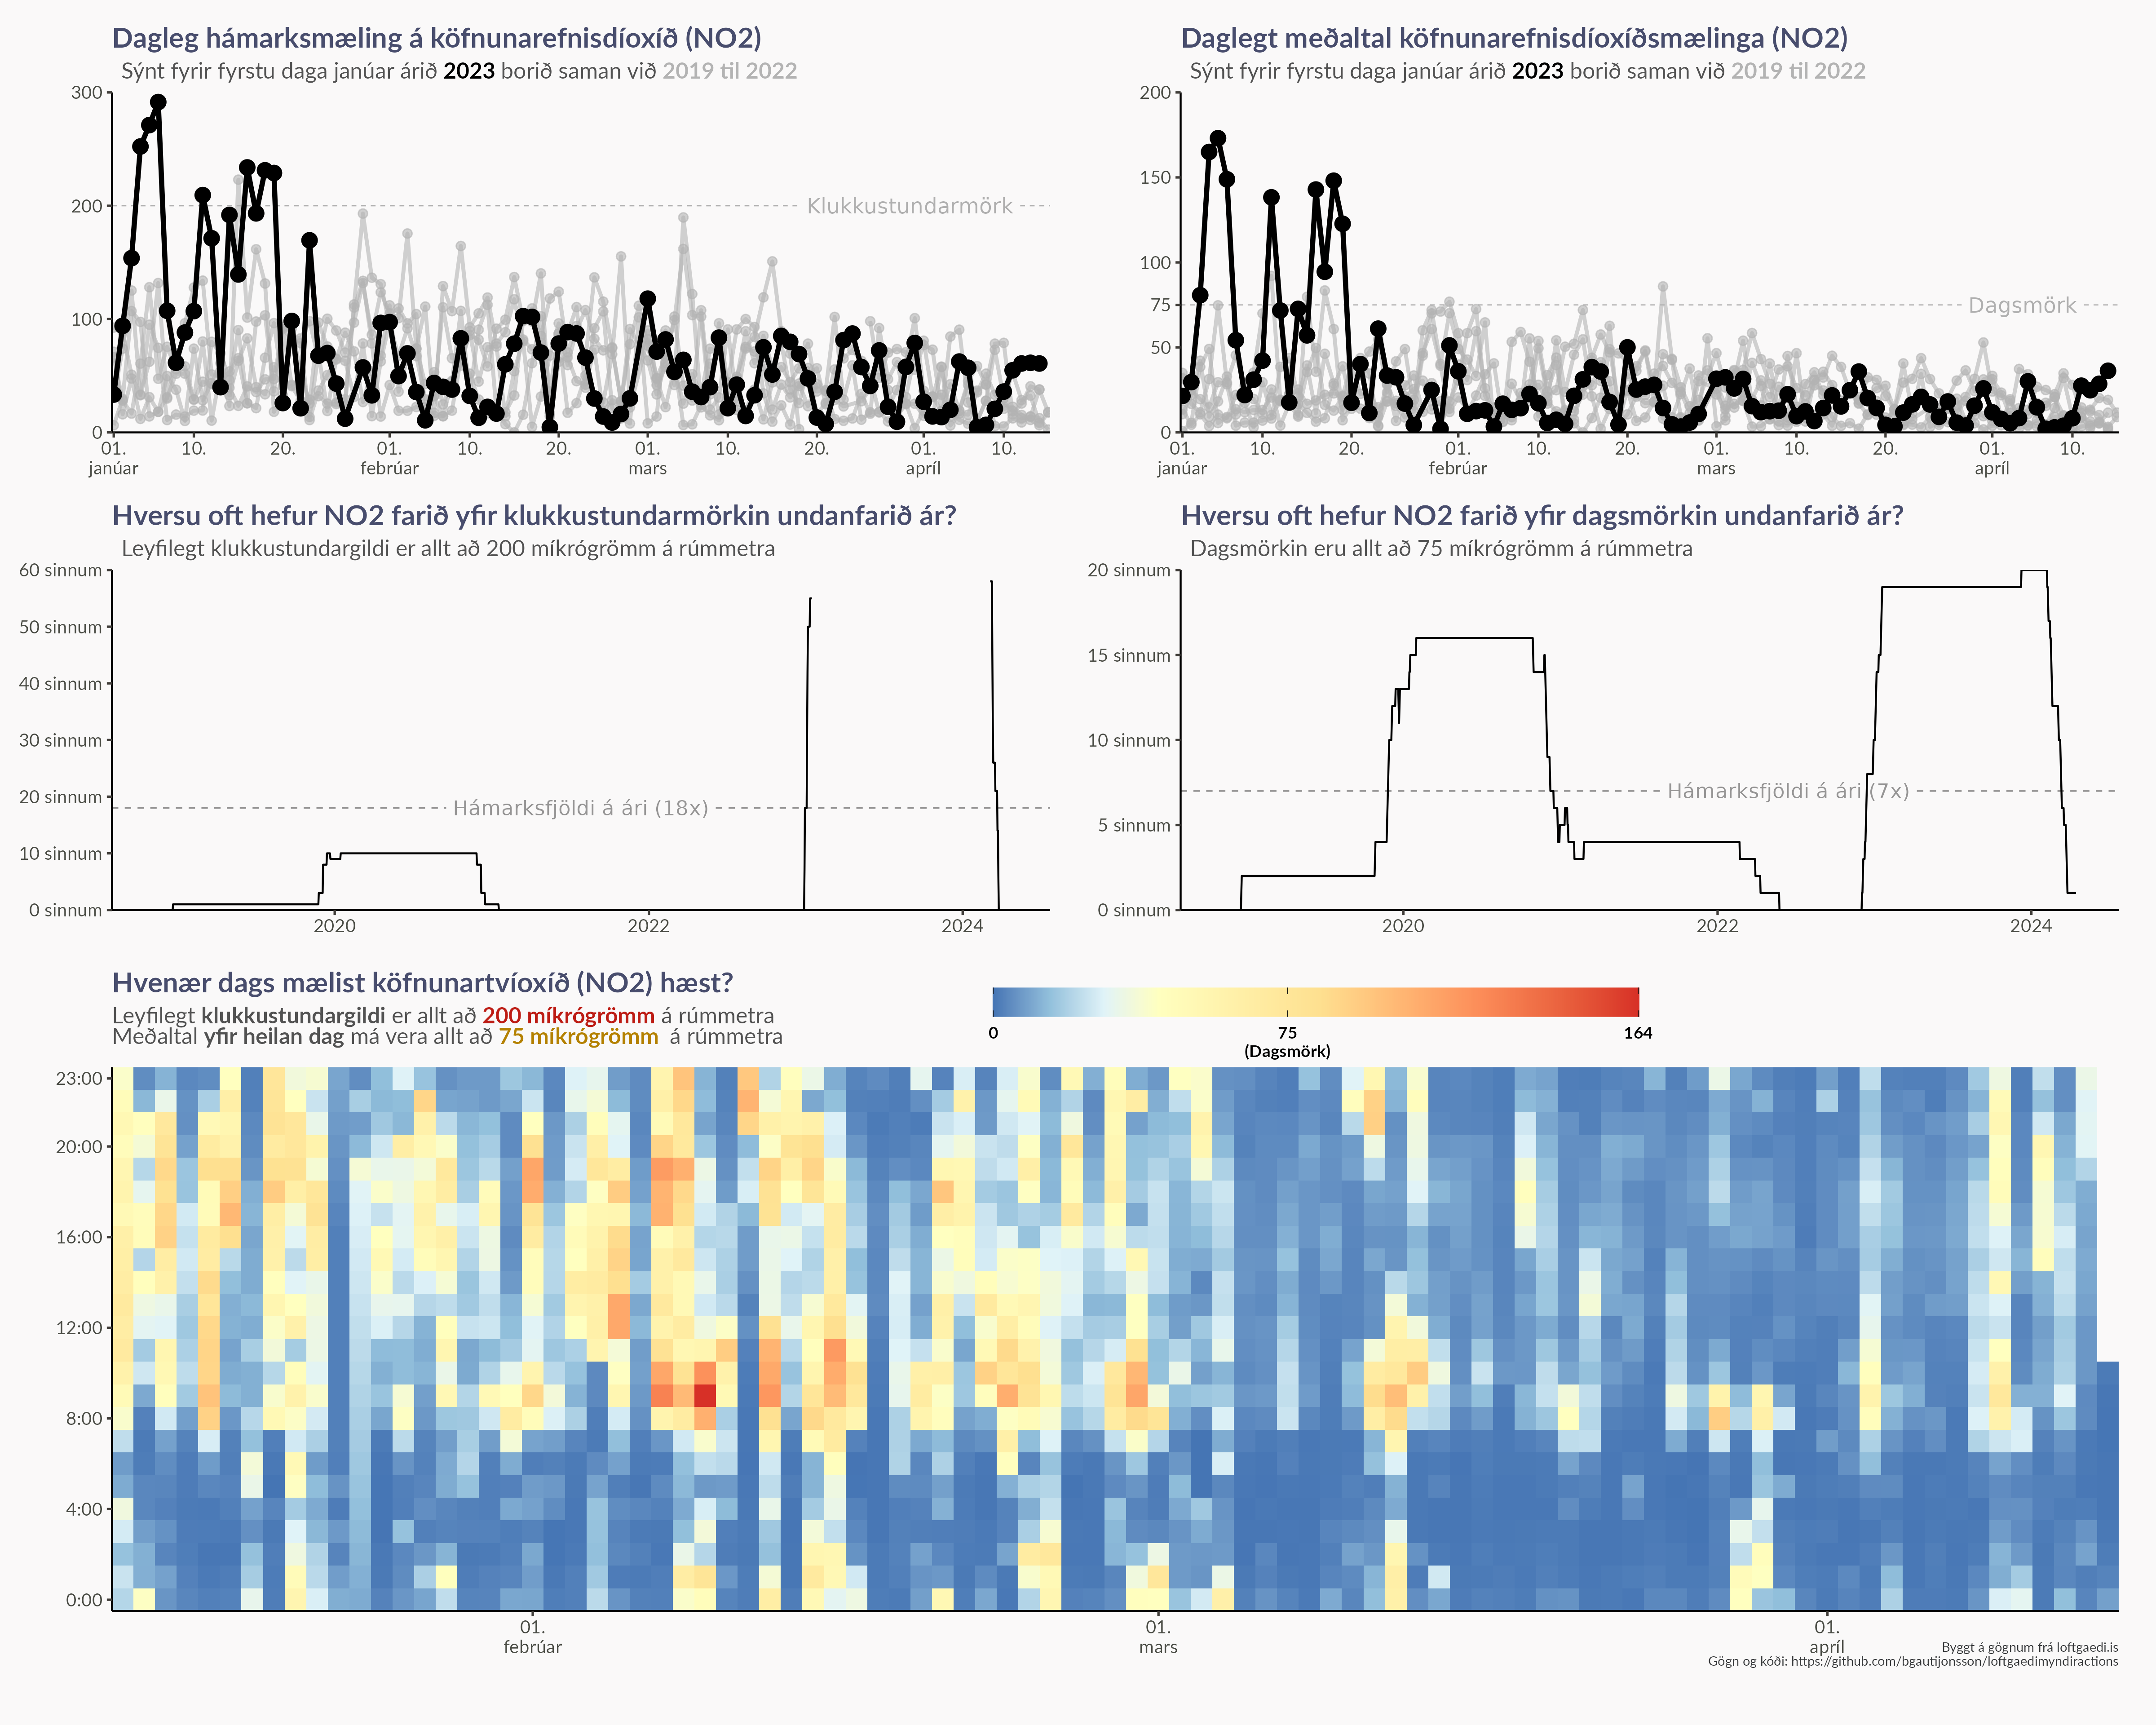 Dagleg hámarksmæling á köfnunarefnisdíoxíð (NO2)
Sýnt fyrir fyrstu daga janúar árið 2023 borið saman við 2019 til 2022
300
200
100
0
Klukkustundarmörk
01. 10. 20. 01. 10. 20. 01. 10. 20. 01. 10.
janúar febrúar mars apríl
Daglegt meðaltal köfnunarefnisdíoxíðsmælinga (NO2)
Sýnt fyrir fyrstu daga janúar árið 2023 borið saman við 2019 til 2022
200
150
100
75
50
0
Dagsmörk
01. 10. 20. 01. 10. 20. 01. 10. 20. 01. 10.
janúar febrúar mars apríl
Hversu oft hefur NO2 farið yfir klukkustundarmörkin undanfarið ár?
Leyfilegt klukkustundargildi er allt að 200 míkrógrömm á rúmmetra
60 sinnum
50 sinnum
40 sinnum
30 sinnum
20 sinnum
10 sinnum
0 sinnum
Hámarksfjöldi á ári (18x)
2020 2022 2024
Hversu oft hefur NO2 farið yfir dagsmörkin undanfarið ár?
Dagsmörkin eru allt að 75 míkrógrömm á rúmmetra
20 sinnum
15 sinnum
10 sinnum
5 sinnum
0 sinnum
Hámarksfjöldi á ári (7x)
2020 2022 2024
Hvenær dags mælist köfnunartvíoxíð (NO2) hæst?
Leyfilegt klukkustundargildi er allt að 200 míkrógrömm á rúmmetra
Meðaltal yfir heilan dag má vera allt að 75 míkrógrömm á rúmmetra
0 75 164
(Dagsmörk)
23:00
20:00
16:00
12:00
8:00
4:00
0:00
01. 01. 01.
febrúar mars apríl
Byggt á gögnum frá loftgaedi.is
Gögn og kóði: https://github.com/bgautijonsson/loftgaedimyndiractions